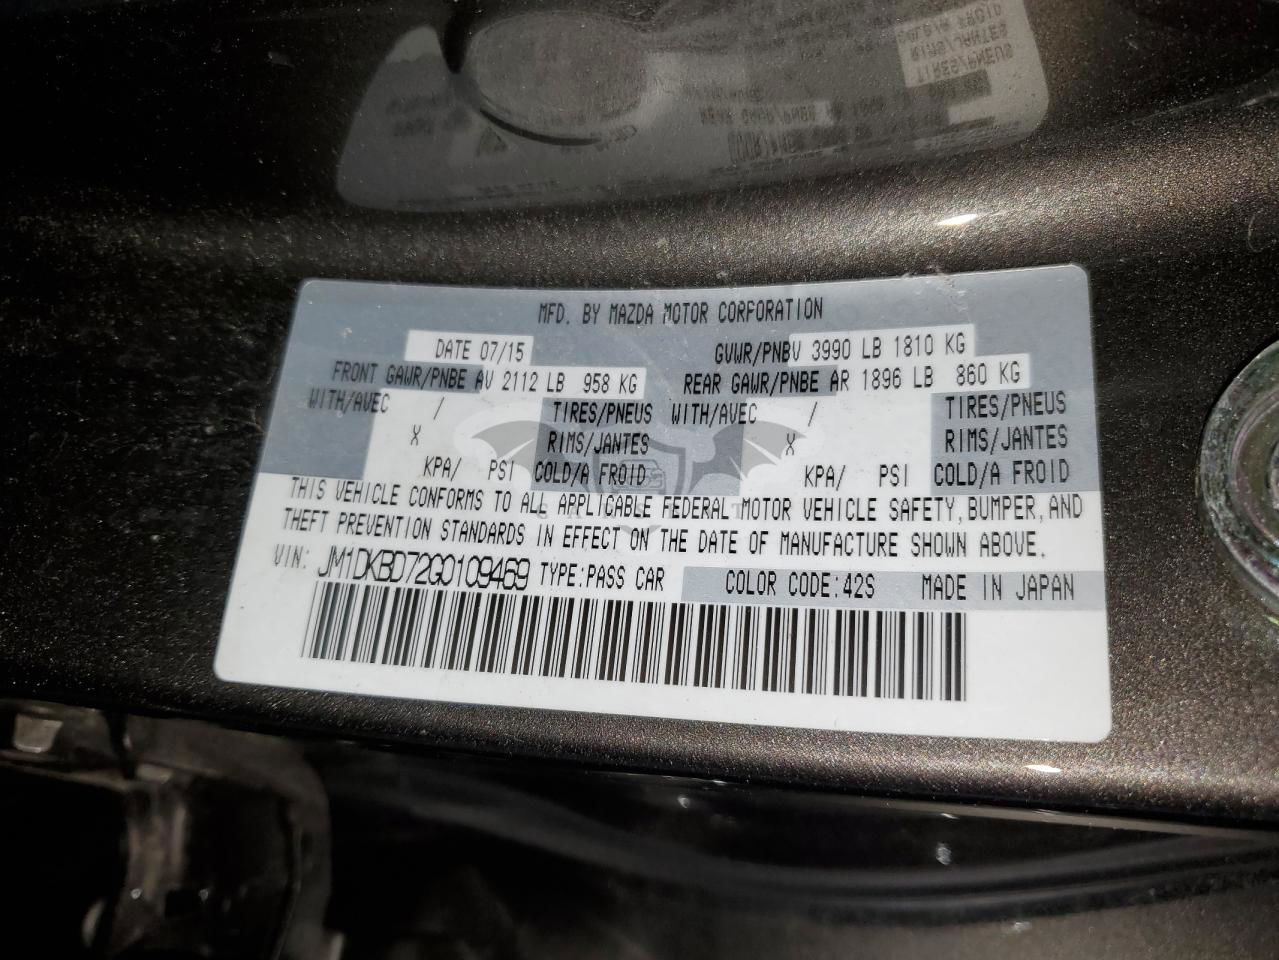 MFD. BY MAZDA MOTOR CORPORATION
DATE 07/15 GVWR/PNBV 3990 LB 1810 KG
FRONT GAWR/PNBE AV 2112 LB 958 KG REAR GAWR/PNBE AR 1896 LB 860 KG
WITH/AVEC / TIRES/PNEUS WITH/AVEC / TIRES/PNEUS
X RIMS/JANTES X RIMS/JANTES
KPA/ PSI COLD/A FROID KPA/ PSI COLD/A FROID
THIS VEHICLE CONFORMS TO ALL APPLICABLE FEDERAL MOTOR VEHICLE SAFETY, BUMPER, AND
THEFT PREVENTION STANDARDS IN EFFECT ON THE DATE OF MANUFACTURE SHOWN ABOVE.
VIN: JM1DKBD72G0109469 TYPE:PASS CAR COLOR CODE:42S MADE IN JAPAN